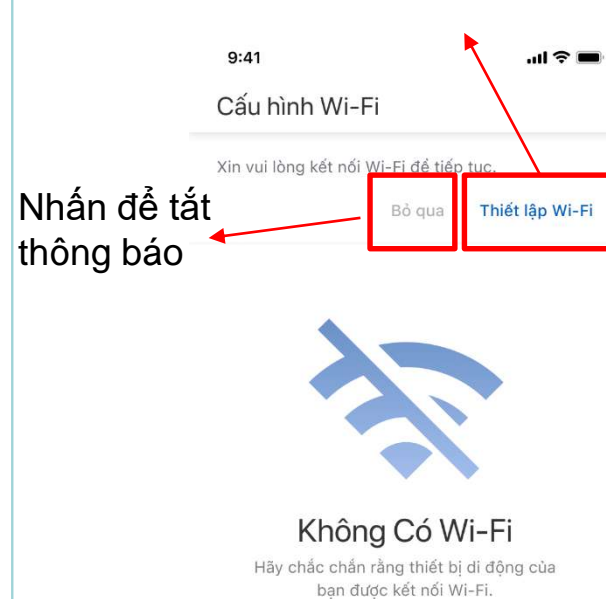 9:41
Cấu hình Wi-Fi
Xin vui lòng kết nối Wi-Fi để tiếp tục.
Nhấn để tắt
thông báo
Bỏ qua
Thiết lập Wi-Fi
Không Có Wi-Fi
Hãy chắc chắn rằng thiết bị di động của
bạn được kết nối Wi-Fi.